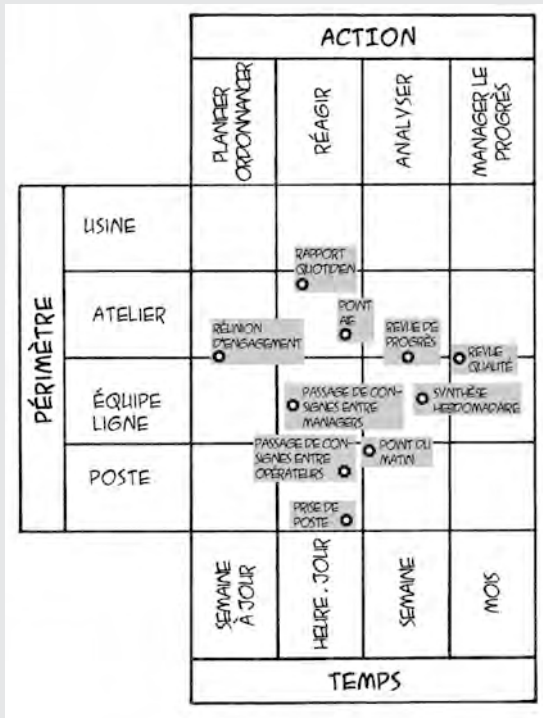 ACTION
PLANIFIER
ORDONNANCER
RÉAGIR
ANALYSER
MANAGER LE
PROGRÈS
PÉRIMÈTRE
USINE
RAPPORT
QUOTIDIEN
ATELIER
POINT
AIE
RÉUNION
D'ENGAGEMENT
REVUE DE
PROGRÈS
REVUE
QUALITÉ
ÉQUIPE
LIGNE
PASSAGE DE CON-
SIGNES ENTRE
MANAGERS
SYNTHÈSE
HEBDOMADAIRE
POSTE
PASSAGE DE CON-
SIGNES ENTRE
OPÉRATEURS
POINT DU
MATIN
PRISE DE
POSTE
SEMAINE
À JOUR
HEURE . JOUR
SEMAINE
MOIS
TEMPS